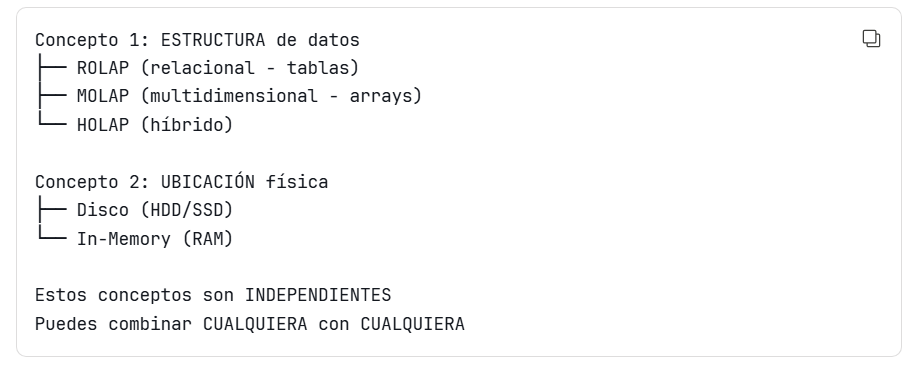 Concepto 1: ESTRUCTURA de datos
├── ROLAP (relacional - tablas)
├── MOLAP (multidimensional - arrays)
└── HOLAP (híbrido)
Concepto 2: UBICACIÓN física
├── Disco (HDD/SSD)
└── In-Memory (RAM)
Estos conceptos son INDEPENDIENTES
Puedes combinar CUALQUIERA con CUALQUIERA